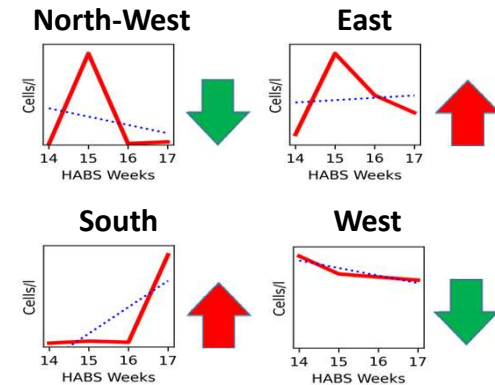 North-West
Cells/l
14 15 16 17
HABS Weeks
East
Cells/l
14 15 16 17
HABS Weeks
South
Cells/l
14 15 16 17
HABS Weeks
West
Cells/l
14 15 16 17
HABS Weeks